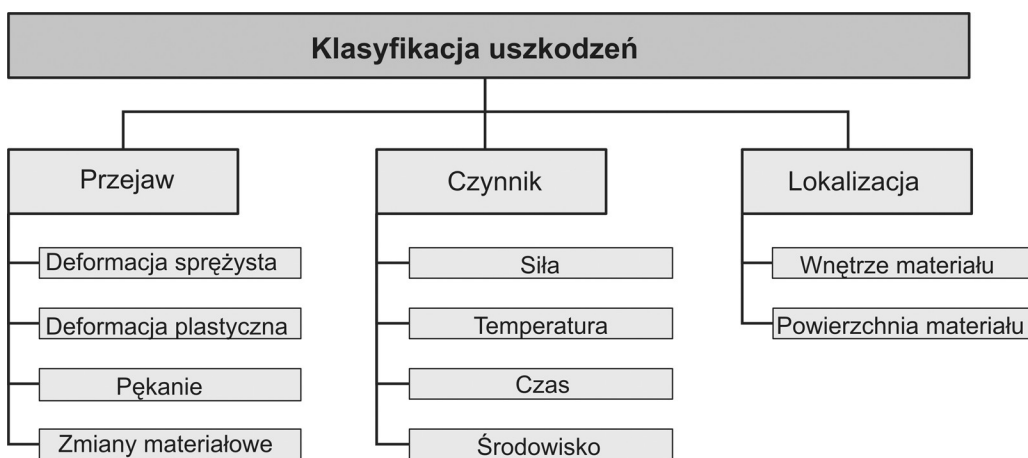 Klasyfikacja uszkodzeń
Przejaw
Deformacja sprężysta
Deformacja plastyczna
Pękanie
Zmiany materiałowe
Czynnik
Siła
Temperatura
Czas
Środowisko
Lokalizacja
Wnętrze materiału
Powierzchnia materiału